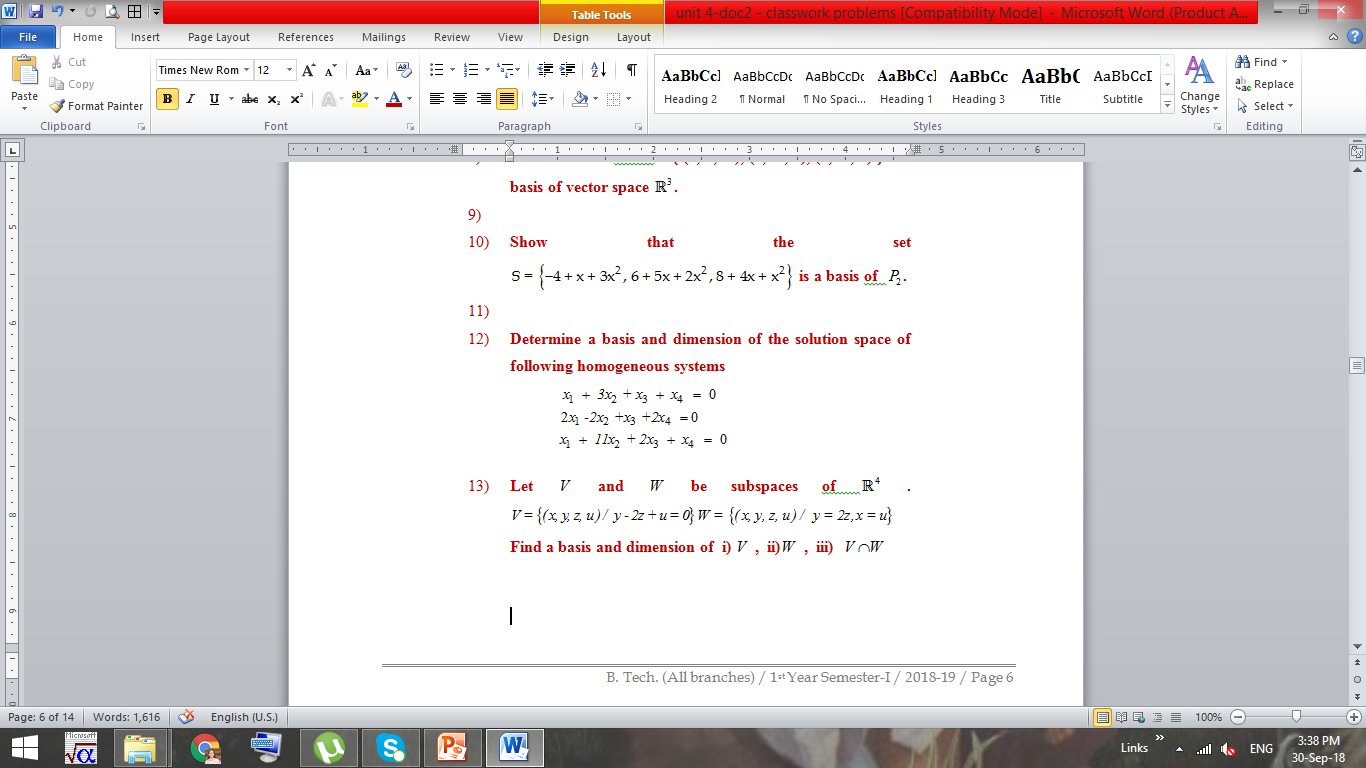 Table Tools
unit 4-doc2 - classwork problems [Compatibility Mode] - Microsoft Word (Product A...
File Home Insert Page Layout References Mailings Review View Design Layout
Paste
Cut
Copy
Format Painter
Clipboard
Times New Rom 12
Font
Paragraph
AaBbCcI AaBbCcDc AaBbCcDc AaBbCcI AaBbCc AaBbC AaBbCcI
Heading 2 ¶ Normal ¶ No Spaci... Heading 1 Heading 3 Title Subtitle
Change Styles
Styles
Find
Replace
Select
Editing
basis of vector space ℝ³.
9)
10) Show that the set
S = {−4 + x + 3x², 6 + 5x + 2x², 8 + 4x + x²} is a basis of P₂.
11)
12) Determine a basis and dimension of the solution space of
following homogeneous systems
x₁ + 3x₂ + x₃ + x₄ = 0
2x₁ -2x₂ +x₃ +2x₄ = 0
x₁ + 11x₂ + 2x₃ + x₄ = 0
13) Let V and W be subspaces of ℝ⁴ .
V = {(x, y, z, u) / y - 2z + u = 0} W = {(x, y, z, u) / y = 2z, x = u}
Find a basis and dimension of i) V , ii) W , iii) V ∩ W
B. Tech. (All branches) / 1st Year Semester-I / 2018-19 / Page 6
Page: 6 of 14 Words: 1,616 English (U.S.) 100%
Microsoft
√α
Links ENG 3:38 PM
30-Sep-18